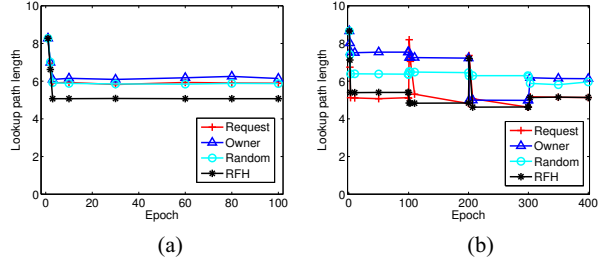 10
8
6
4
2
0
Lookup path length
0
20
40
60
80
100
Epoch
Request
Owner
Random
RFH
(a)
10
8
6
4
2
0
Lookup path length
0
100
200
300
400
Epoch
Request
Owner
Random
RFH
(b)